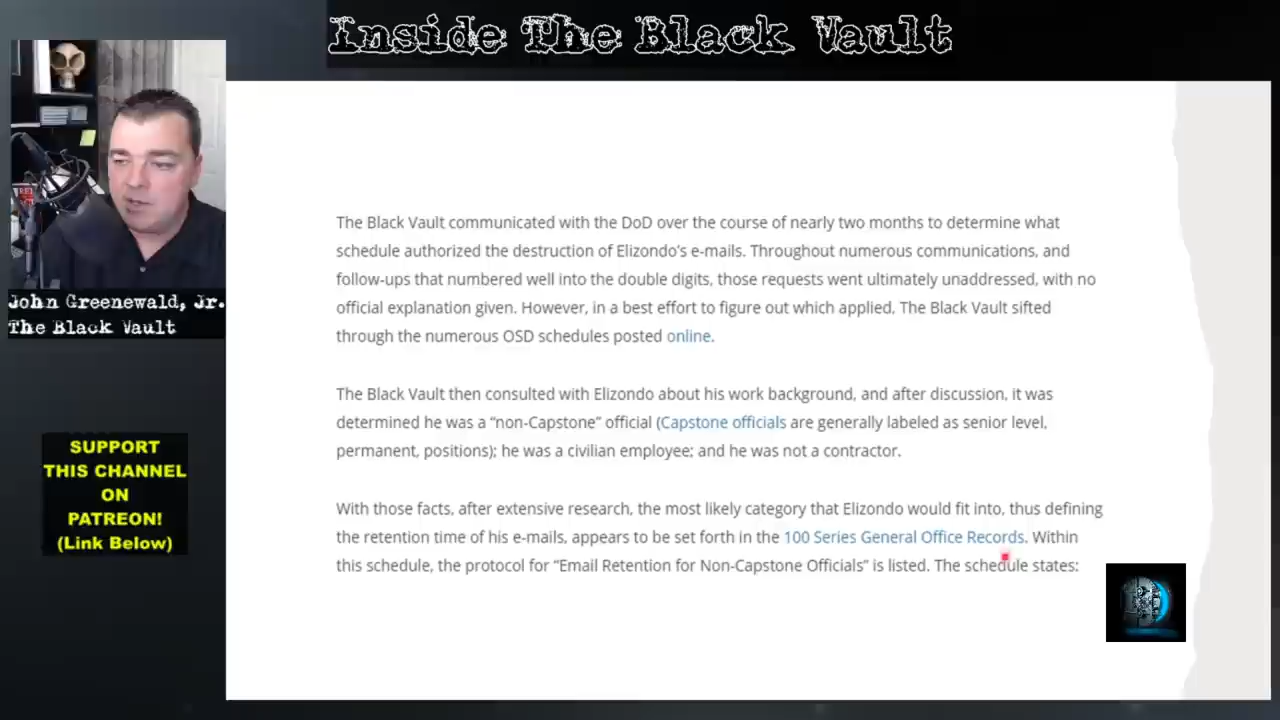 Inside The Black Vault
John Greenewald, Jr.
The Black Vault
SUPPORT
THIS CHANNEL
ON
PATREON!
(Link Below)
The Black Vault communicated with the DoD over the course of nearly two months to determine what
schedule authorized the destruction of Elizondo's e-mails. Throughout numerous communications, and
follow-ups that numbered well into the double digits, those requests went ultimately unaddressed, with no
official explanation given. However, in a best effort to figure out which applied, The Black Vault sifted
through the numerous OSD schedules posted online.
The Black Vault then consulted with Elizondo about his work background, and after discussion, it was
determined he was a “non-Capstone” official (Capstone officials are generally labeled as senior level,
permanent, positions); he was a civilian employee; and he was not a contractor.
With those facts, after extensive research, the most likely category that Elizondo would fit into, thus defining
the retention time of his e-mails, appears to be set forth in the 100 Series General Office Records. Within
this schedule, the protocol for “Email Retention for Non-Capstone Officials” is listed. The schedule states: